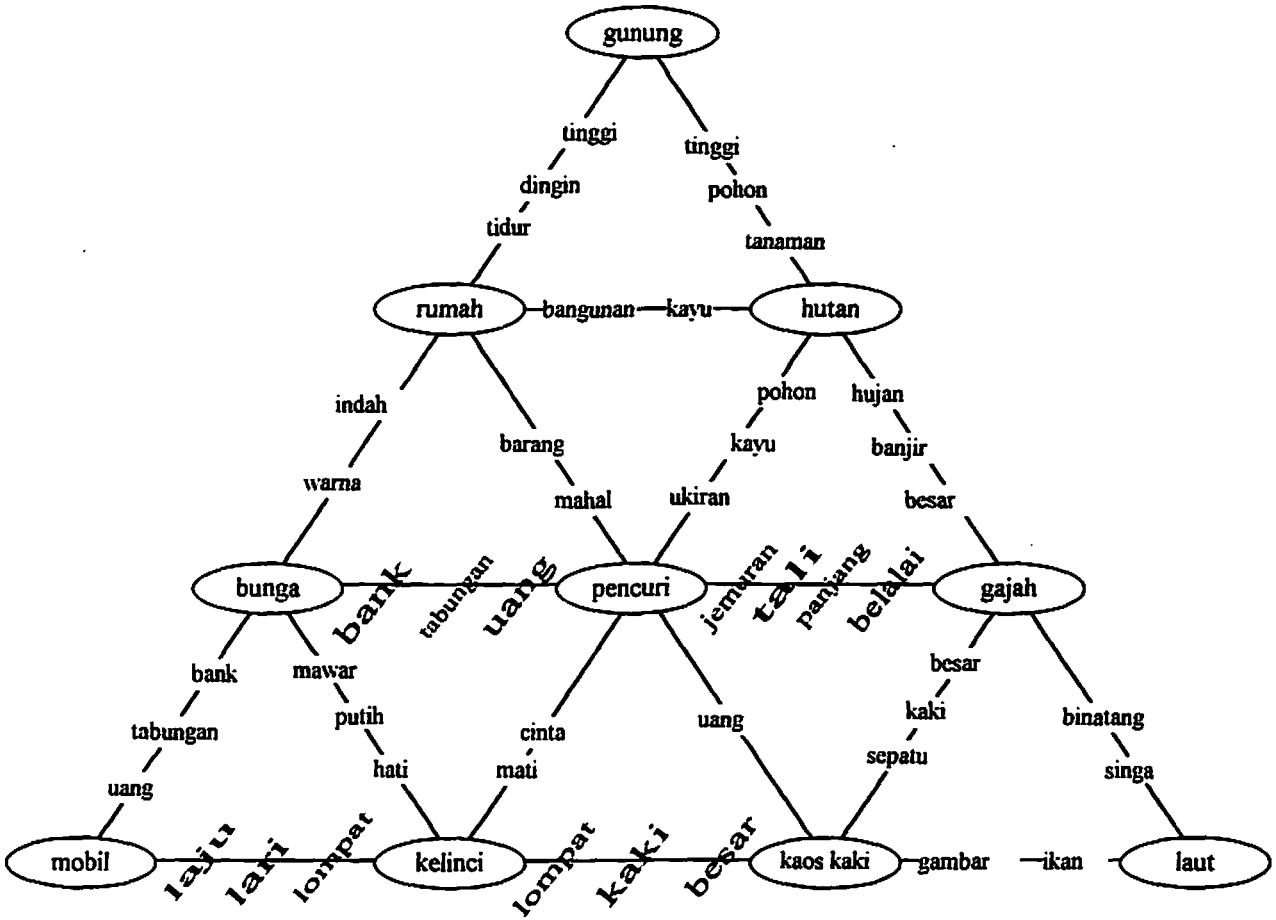 gunung
tinggi tinggi
dingin pohon
tidur tanaman
rumah bangunan kayu hutan
indah barang pohon hujan
warna mahal kayu banjir
ukiran besar
bunga bank tabungan uang pencuri jemuran tali panjang belalai gajah
bank mawar cinta uang besar binatang
tabungan putih mati kaki singa
uang hati sepatu
mobil laju lari lompat kelinci lompat kaki besar kaos kaki gambar ikan laut